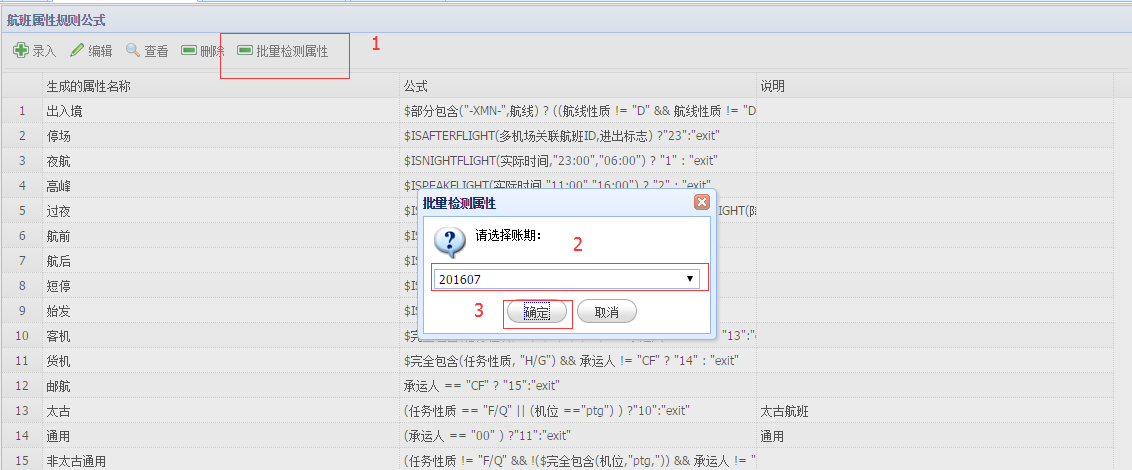 航班属性规则公式
录入 编辑 查看 删除 批量检测属性 1
生成的属性名称 公式 说明
1 出入境 $部分包含("-XMN-",航线) ? ((航线性质 != "D" && 航线性质 != "D
2 停场 $ISAFTERFLIGHT(多机场关联航班ID,进出标志) ?"23":"exit"
3 夜航 $ISNIGHTFLIGHT(实际时间,"23:00","06:00") ? "1" : "exit"
4 高峰 $ISPEAKFLIGHT(实际时间,"11:00","16:00") ? "2" : "exit"
批量检测属性
5 过夜 $IS IGHT(
6 航前 $IS
请选择账期：
2
7 航后 $IS
8 短停 $IS
201607
9 始发 $IS
3 确定 取消
10 客机 $完 "13":"e
11 货机 $完全包含(任务性质, "H/G") && 承运人 != "CF" ? "14" : "exit"
12 邮航 承运人 == "CF" ? "15":"exit"
13 太古 (任务性质 == "F/Q" || (机位 =="ptg") ) ?"10":"exit" 太古航班
14 通用 (承运人 == "00" ) ?"11":"exit" 通用
15 非太古通用 (任务性质 != "F/Q" && !($完全包含(机位,"ptg,")) && 承运人 != "